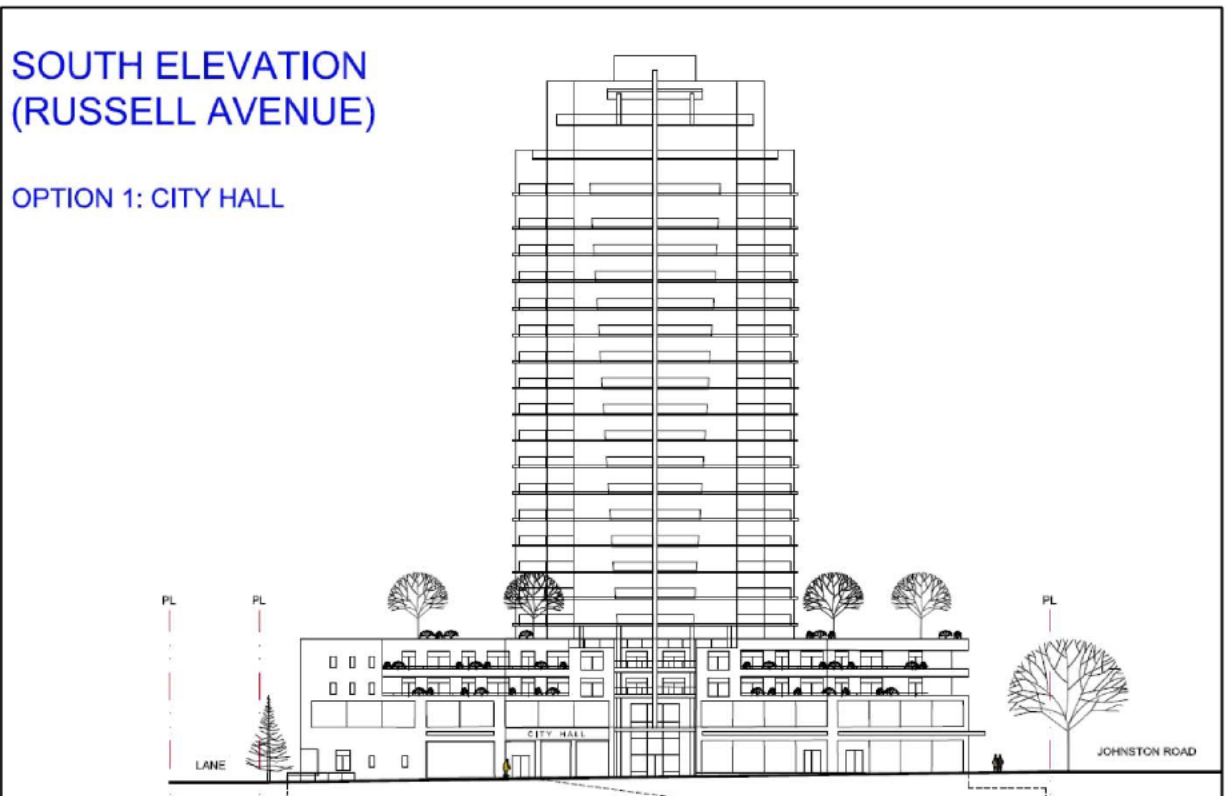 SOUTH ELEVATION
(RUSSELL AVENUE)
OPTION 1: CITY HALL
PL
PL
PL
CITY HALL
LANE
JOHNSTON ROAD